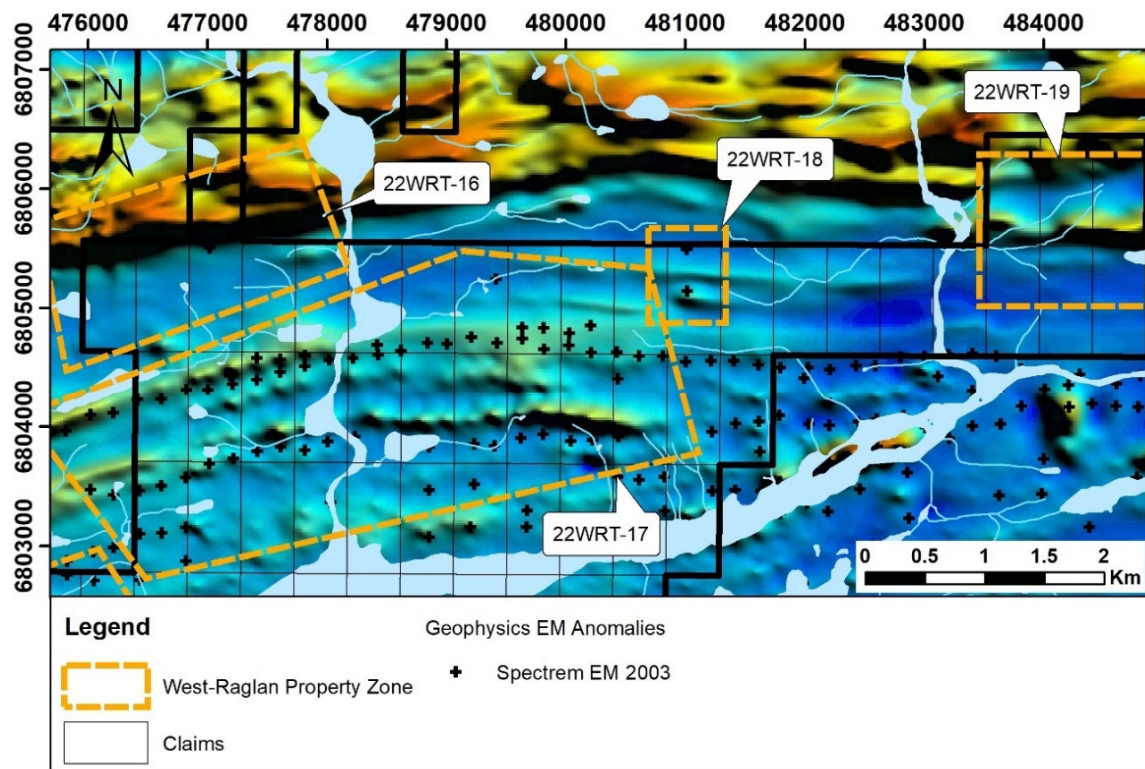 476000 477000 478000 479000 480000 481000 482000 483000 484000
6807000
6806000
6805000
6804000
6803000
N
22WRT-19
22WRT-18
22WRT-16
22WRT-17
0 0.5 1 1.5 2
Km
Legend
West-Raglan Property Zone
Claims
Geophysics EM Anomalies
Spectrem EM 2003